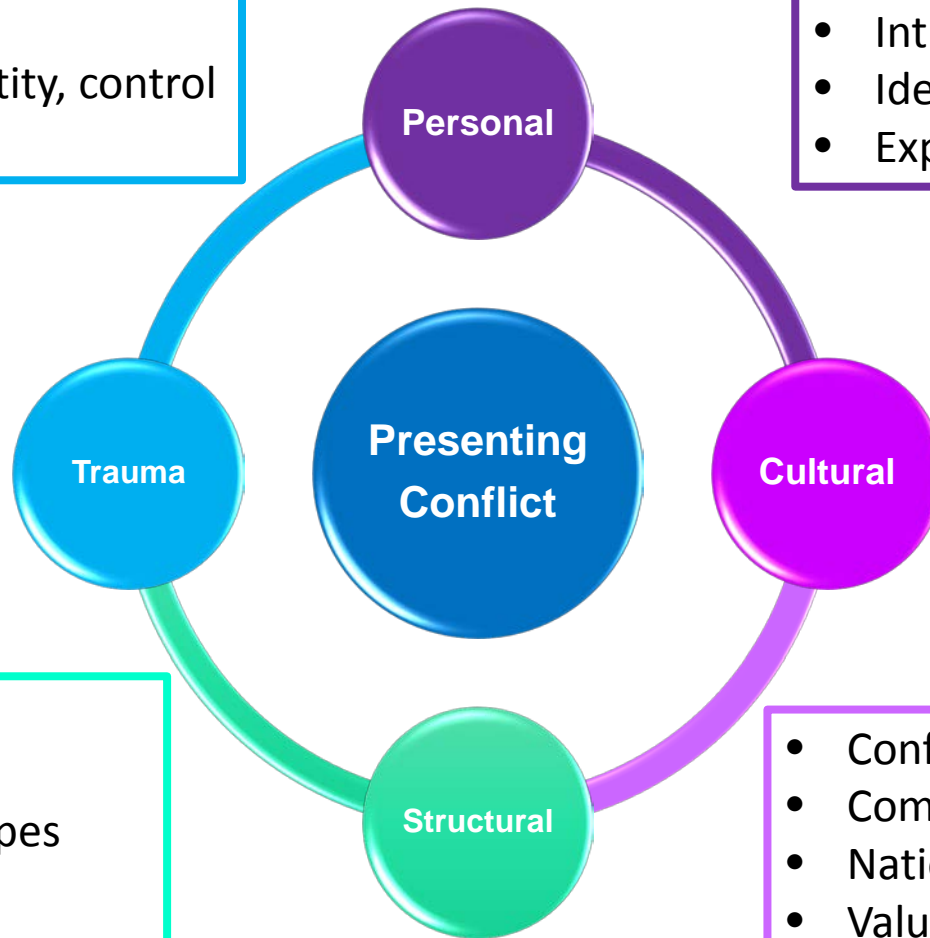 tity, control
• Int
• Ide
• Exp
Personal
Trauma
Presenting
Conflict
Cultural
Structural
pes
• Conf
• Com
• Nati
• Valu